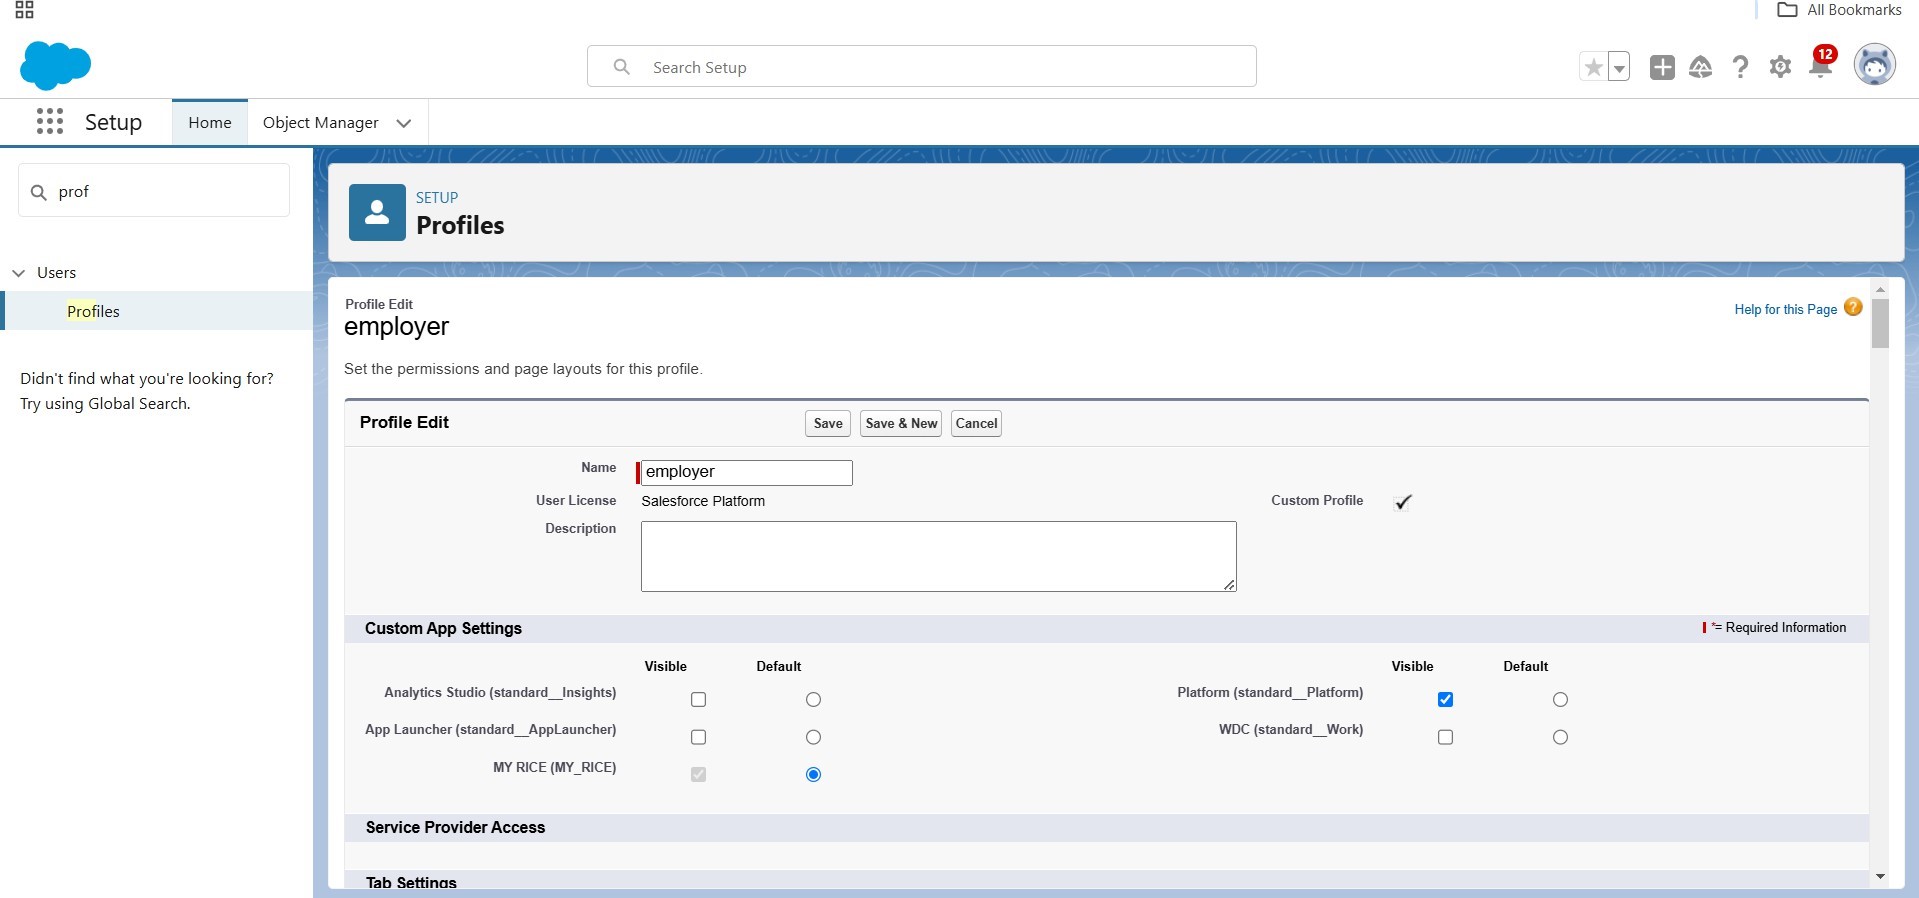 All Bookmarks
Search Setup
12
Setup
Home
Object Manager
prof
Users
Profiles
Didn't find what you're looking for?
Try using Global Search.
SETUP
Profiles
Profile Edit
employer
Help for this Page ?
Set the permissions and page layouts for this profile.
Profile Edit
Save
Save & New
Cancel
Name
employer
User License
Salesforce Platform
Custom Profile
Description
Custom App Settings
*= Required Information
Visible Default
Visible Default
Analytics Studio (standard__Insights)
Platform (standard__Platform)
App Launcher (standard__AppLauncher)
WDC (standard__Work)
MY RICE (MY_RICE)
Service Provider Access
Tab Settings